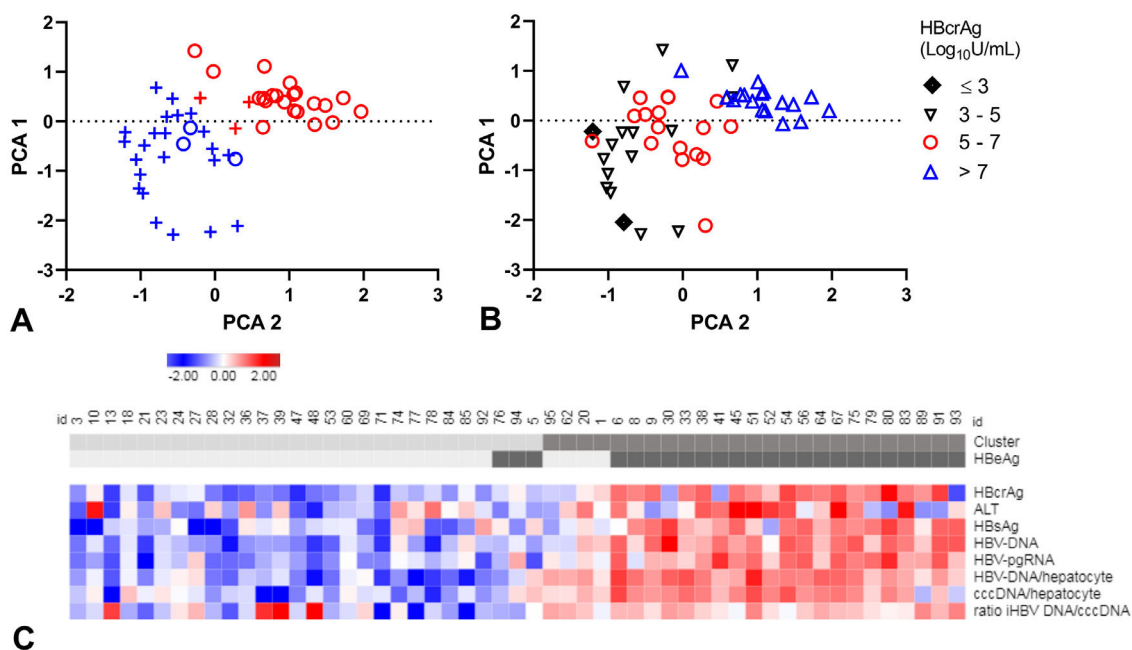 2
1
0
-1
-2
-3
PCA 1
-2 -1 0 1 2 3
PCA 2
A
2
1
0
-1
-2
-3
PCA 1
-2 -1 0 1 2 3
PCA 2
B
HBcrAg
(Log10U/mL)
≤ 3
3 - 5
5 - 7
> 7
-2.00 0.00 2.00
id 3 10 13 18 21 23 24 27 28 32 36 37 39 47 48 53 60 69 71 74 77 78 84 85 92 76 94 5 95 62 20 1 6 8 9 30 33 38 41 45 51 52 54 56 64 67 75 79 80 83 89 91 93 id
Cluster
HBeAg
HBcrAg
ALT
HBsAg
HBV-DNA
HBV-pgRNA
HBV-DNA/hepatocyte
cccDNA/hepatocyte
ratio iHBV DNA/cccDNA
C